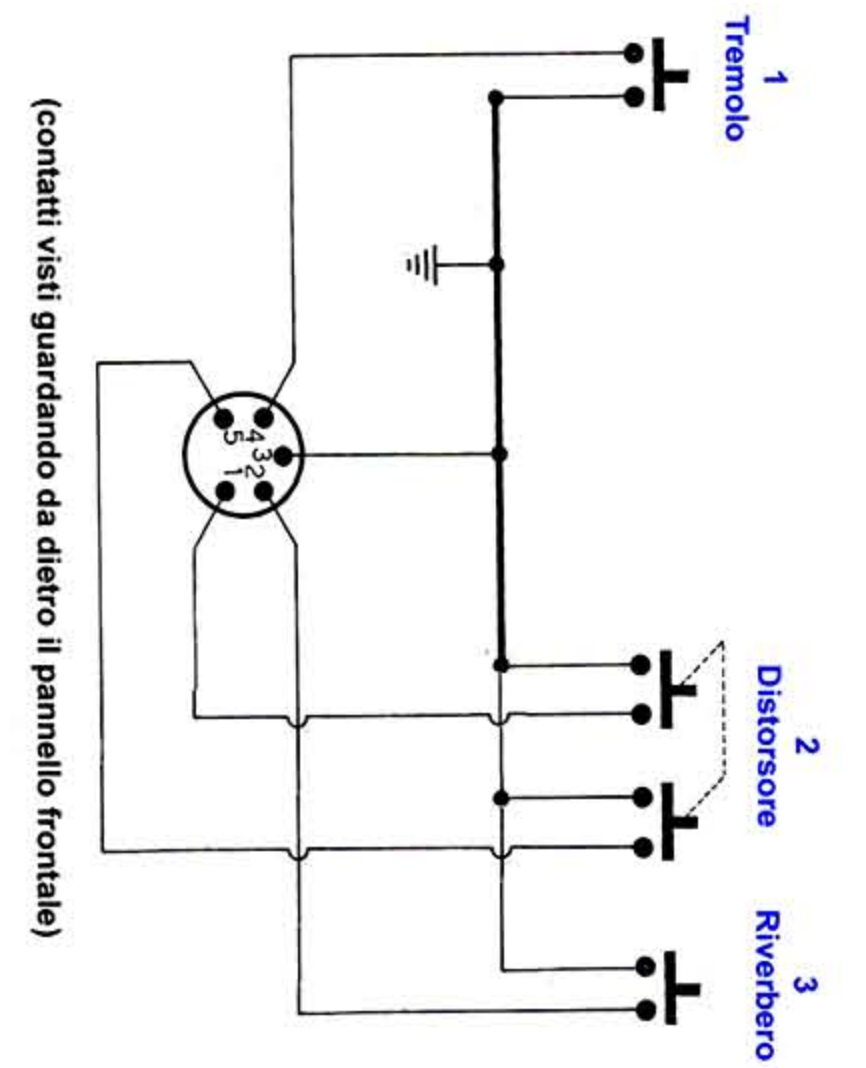 1
Tremolo
2
Distorsore
3
Riverbero
5
4
3
2
1
(contatti visti guardando da dietro il pannello frontale)